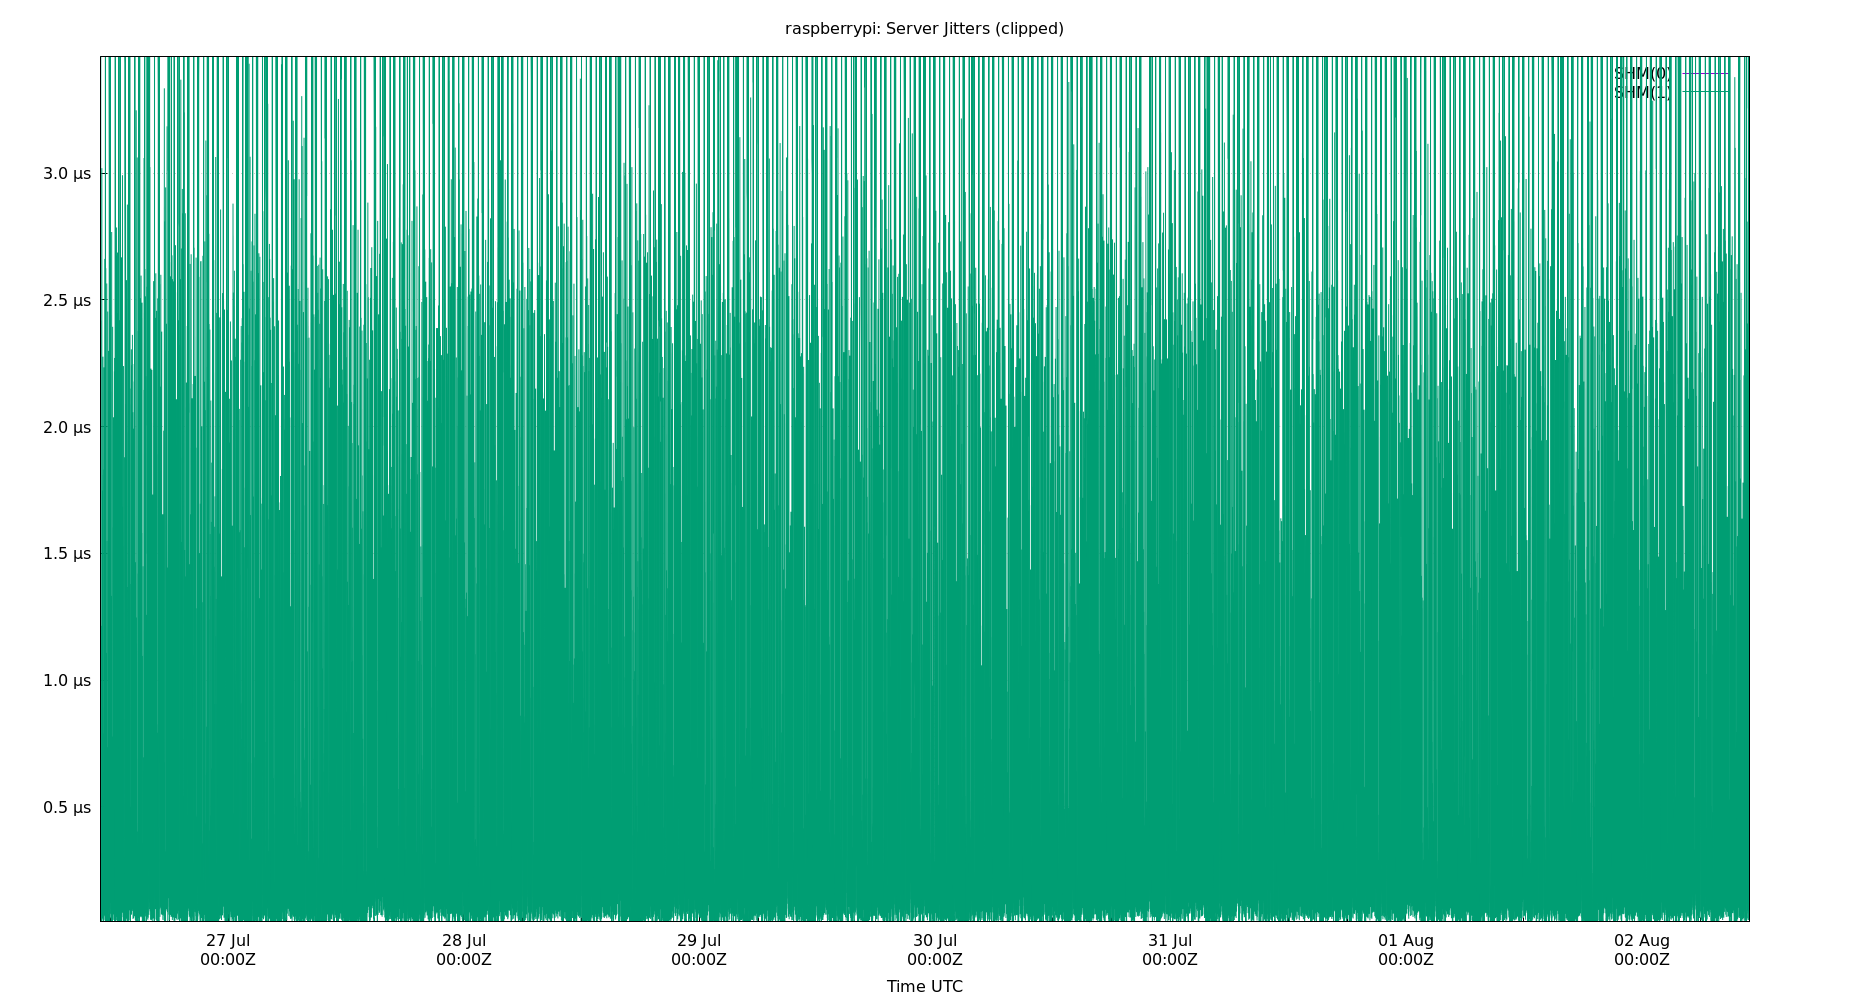 raspberrypi: Server Jitters (clipped)
SHM(0)
SHM(1)
3.0 μs
2.5 μs
2.0 μs
1.5 μs
1.0 μs
0.5 μs
27 Jul 28 Jul 29 Jul 30 Jul 31 Jul 01 Aug 02 Aug
00:00Z 00:00Z 00:00Z 00:00Z 00:00Z 00:00Z 00:00Z
Time UTC